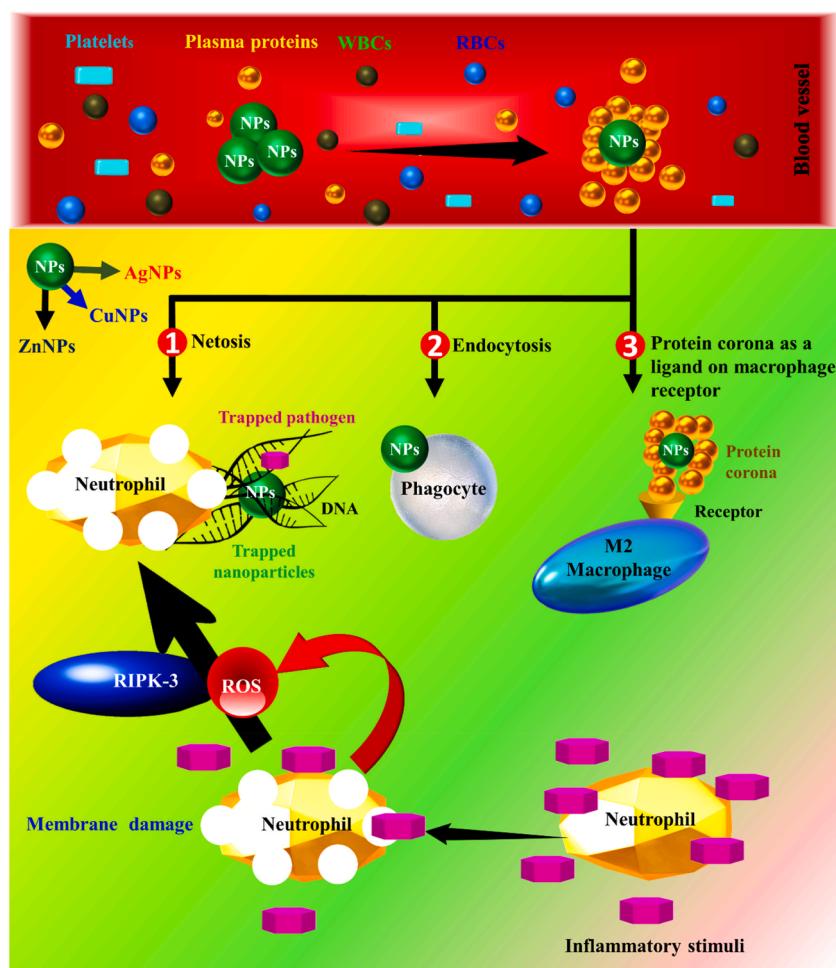 Platelets Plasma proteins WBCs RBCs
NPs
NPs NPs
NPs
Blood vessel
NPs
AgNPs
CuNPs
ZnNPs
1 Netosis
2 Endocytosis
3 Protein corona as a
ligand on macrophage
receptor
Trapped pathogen
Neutrophil
NPs
DNA
Trapped
nanoparticles
NPs
Phagocyte
NPs
Protein
corona
Receptor
M2
Macrophage
RIPK-3
ROS
Membrane damage
Neutrophil
Neutrophil
Inflammatory stimuli